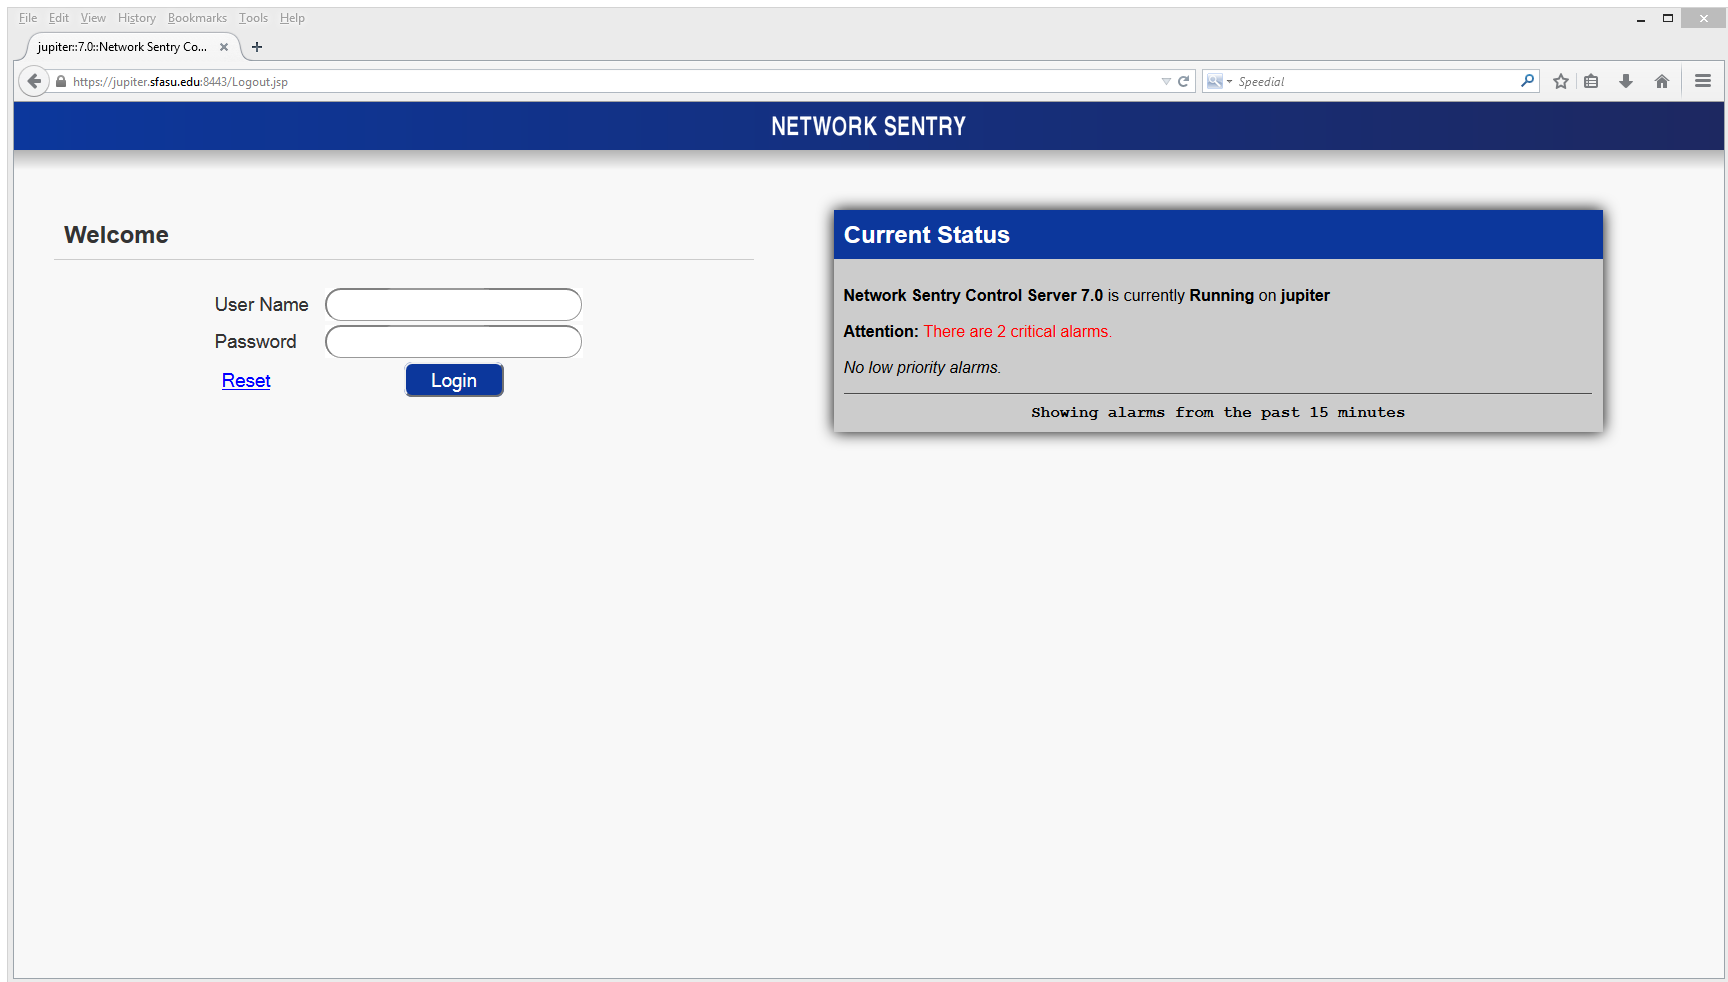 File Edit View History Bookmarks Tools Help
jupiter::7.0::Network Sentry Co...
https://jupiter.sfasu.edu:8443/Logout.jsp
Speedial
NETWORK SENTRY
Welcome
User Name
Password
Reset
Login
Current Status
Network Sentry Control Server 7.0 is currently Running on jupiter
Attention: There are 2 critical alarms.
No low priority alarms.
Showing alarms from the past 15 minutes